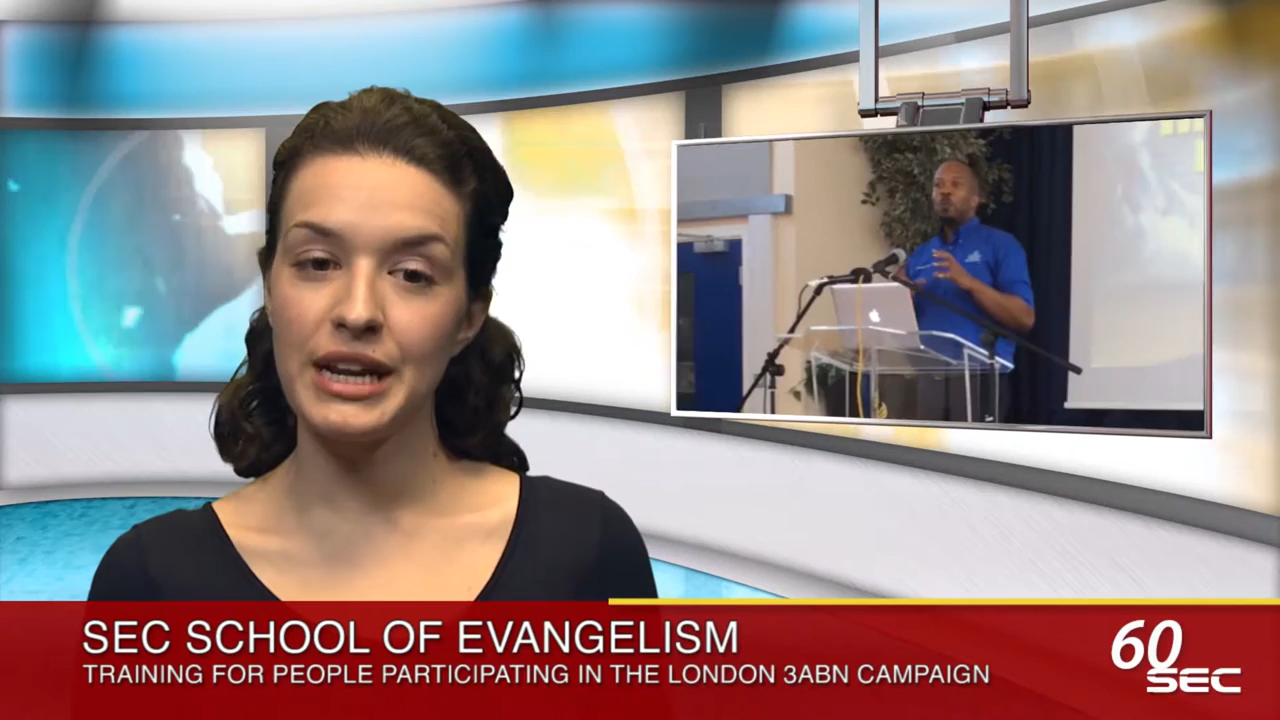 SEC SCHOOL OF EVANGELISM
TRAINING FOR PEOPLE PARTICIPATING IN THE LONDON 3ABN CAMPAIGN
60
SEC